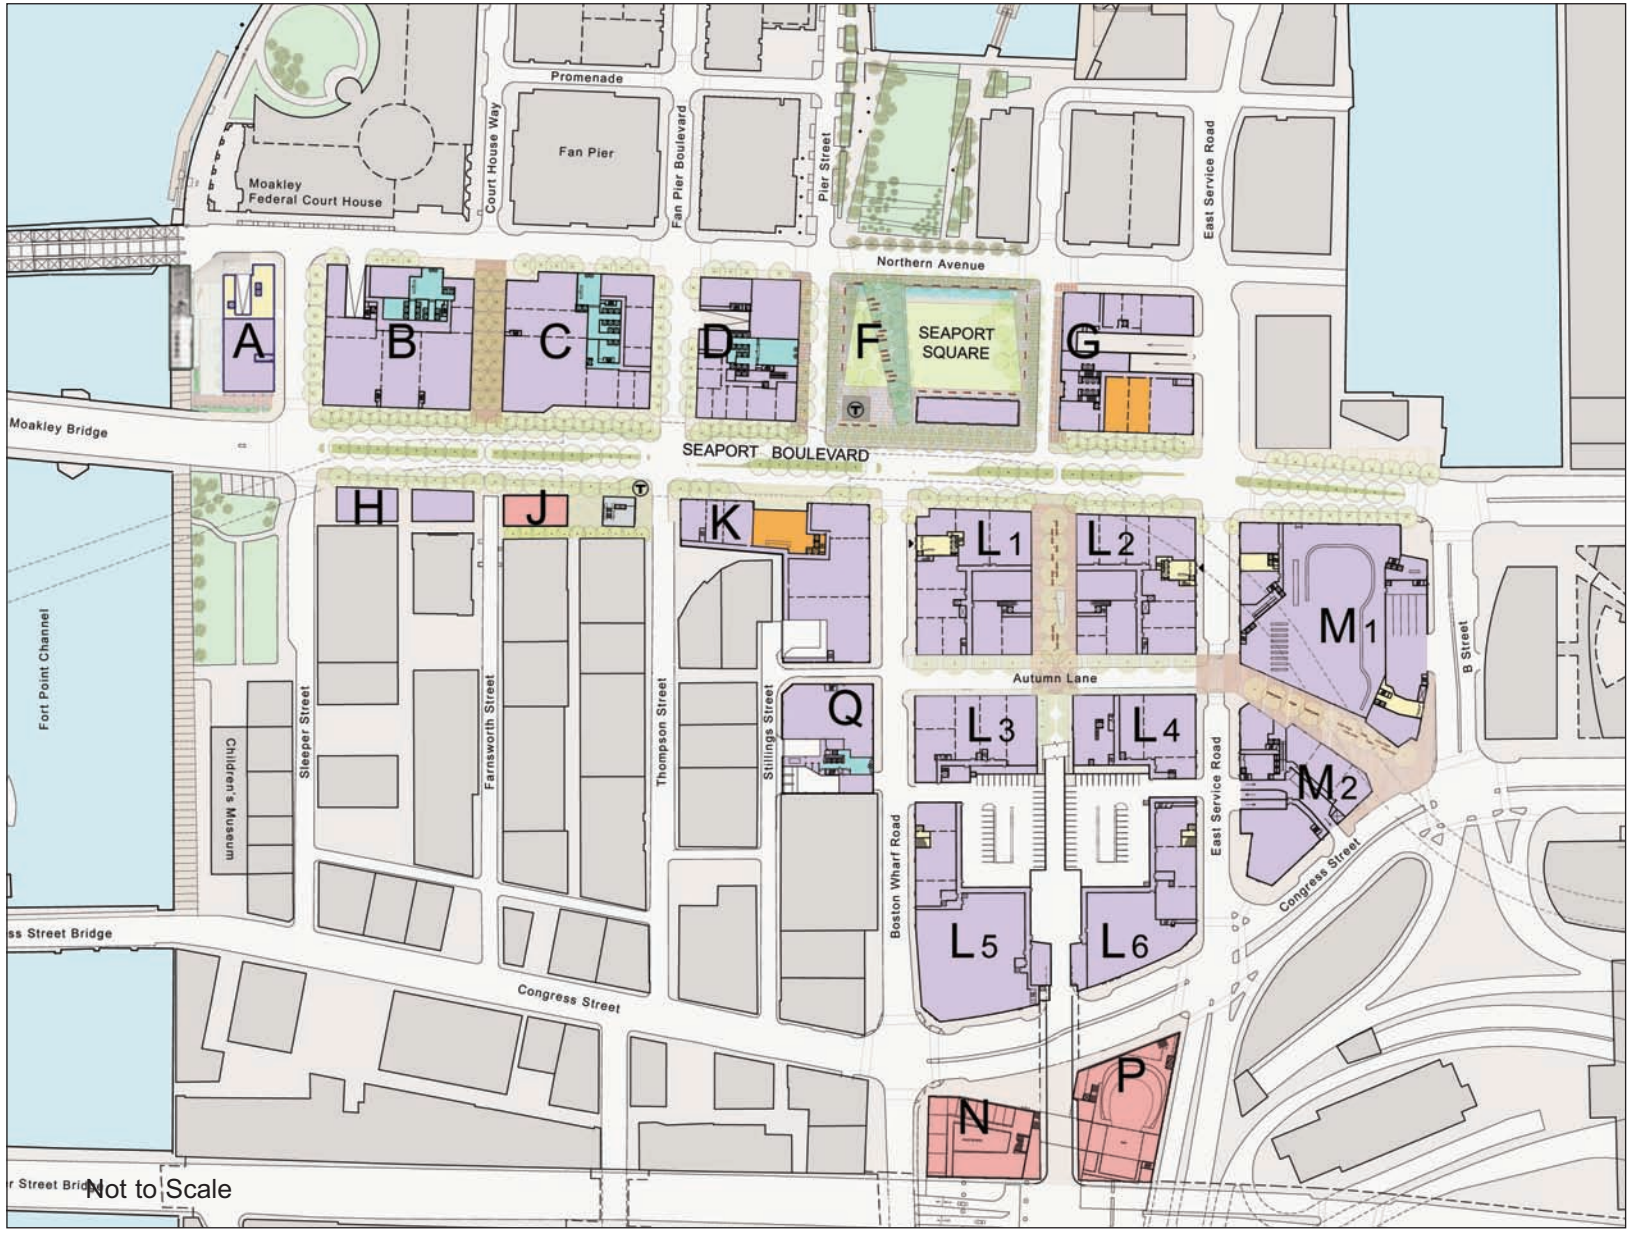 Promenade
Court House Way
Fan Pier Boulevard
Pier Street
East Service Road
Fan Pier
Moakley
Federal Court House
Northern Avenue
A
B
C
D
F
SEAPORT
SQUARE
G
T
Moakley Bridge
SEAPORT BOULEVARD
H
J
T
K
L1
L2
M1
B Street
Fort Point Channel
Children's Museum
Sleeper Street
Farnsworth Street
Thompson Street
Stillings Street
Autumn Lane
Q
L3
L4
M2
East Service Road
Boston Wharf Road
Congress Street
ss Street Bridge
L5
L6
Congress Street
P
N
r Street Bridg
Not to Scale